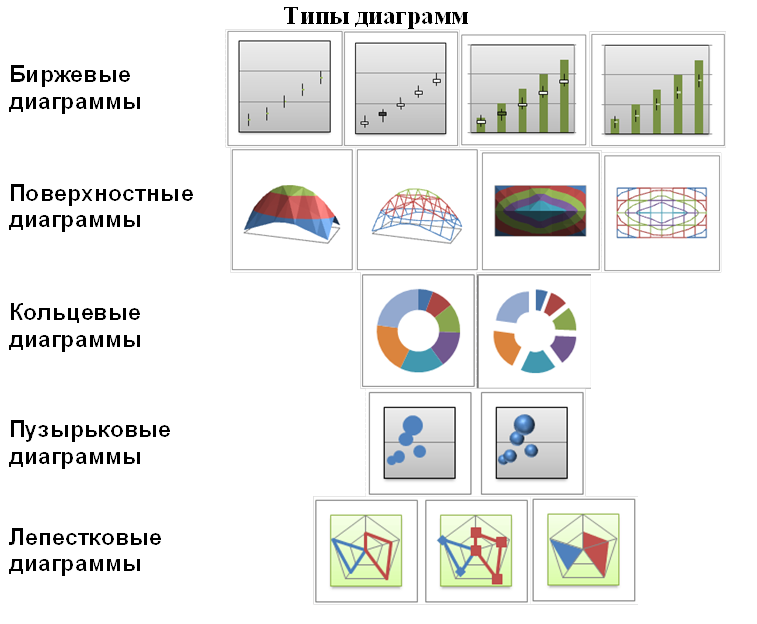 Типы диаграмм
Биржевые
диаграммы
Поверхностные
диаграммы
Кольцевые
диаграммы
Пузырьковые
диаграммы
Лепестковые
диаграммы